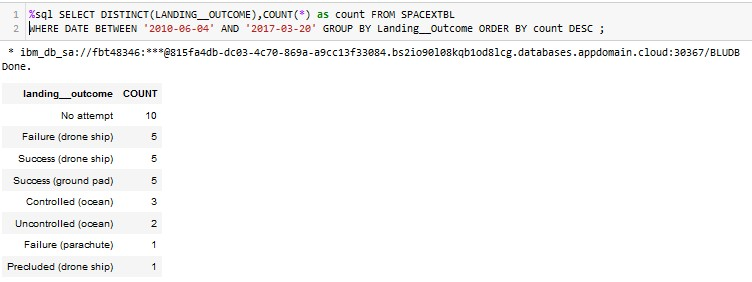 1 %sql SELECT DISTINCT(LANDING__OUTCOME),COUNT(*) as count FROM SPACEXTBL
2 WHERE DATE BETWEEN '2010-06-04' AND '2017-03-20' GROUP BY Landing__Outcome ORDER BY count DESC ;
* ibm_db_sa://fbt48346:***@815fa4db-dc03-4c70-869a-a9cc13f33084.bs2io90l08kqb1od8lcg.databases.appdomain.cloud:30367/BLUDB
Done.
landing__outcome COUNT
No attempt 10
Failure (drone ship) 5
Success (drone ship) 5
Success (ground pad) 5
Controlled (ocean) 3
Uncontrolled (ocean) 2
Failure (parachute) 1
Precluded (drone ship) 1